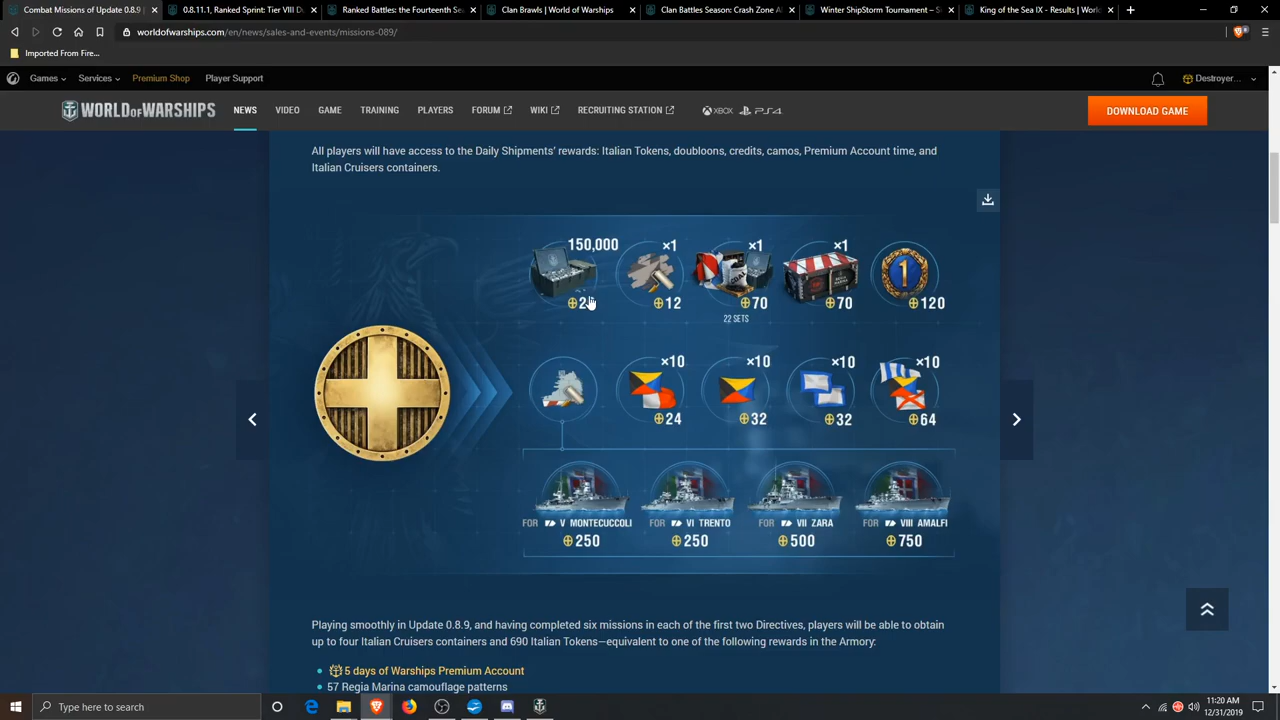 Combat Missions of Update 0.8.9
0.8.11.1, Ranked Sprint: Tier VIII Du
Ranked Battles: the Fourteenth Sea
Clan Brawls | World of Warships
Clan Battles Season: Crash Zone Al
Winter ShipStorm Tournament – S
King of the Sea IX - Results | World
worldofwarships.com/en/news/sales-and-events/missions-089/
Imported From Fire...
Games
Services
Premium Shop
Player Support
Destroyer...
WORLD OF WARSHIPS
NEWS
VIDEO
GAME
TRAINING
PLAYERS
FORUM
WIKI
RECRUITING STATION
XBOX
PS4
DOWNLOAD GAME
All players will have access to the Daily Shipments' rewards: Italian Tokens, doubloons, credits, camos, Premium Account time, and
Italian Cruisers containers.
150,000
×1
×1
×1
1
12
70
70
120
22 SETS
×10
×10
×10
×10
24
32
32
64
FOR V MONTECUCCOLI
FOR VI TRENTO
FOR VII ZARA
FOR VIII AMALFI
250
250
500
750
Playing smoothly in Update 0.8.9, and having completed six missions in each of the first two Directives, players will be able to obtain
up to four Italian Cruisers containers and 690 Italian Tokens—equivalent to one of the following rewards in the Armory:
5 days of Warships Premium Account
57 Regia Marina camouflage patterns
Type here to search
11:20 AM
12/31/2019